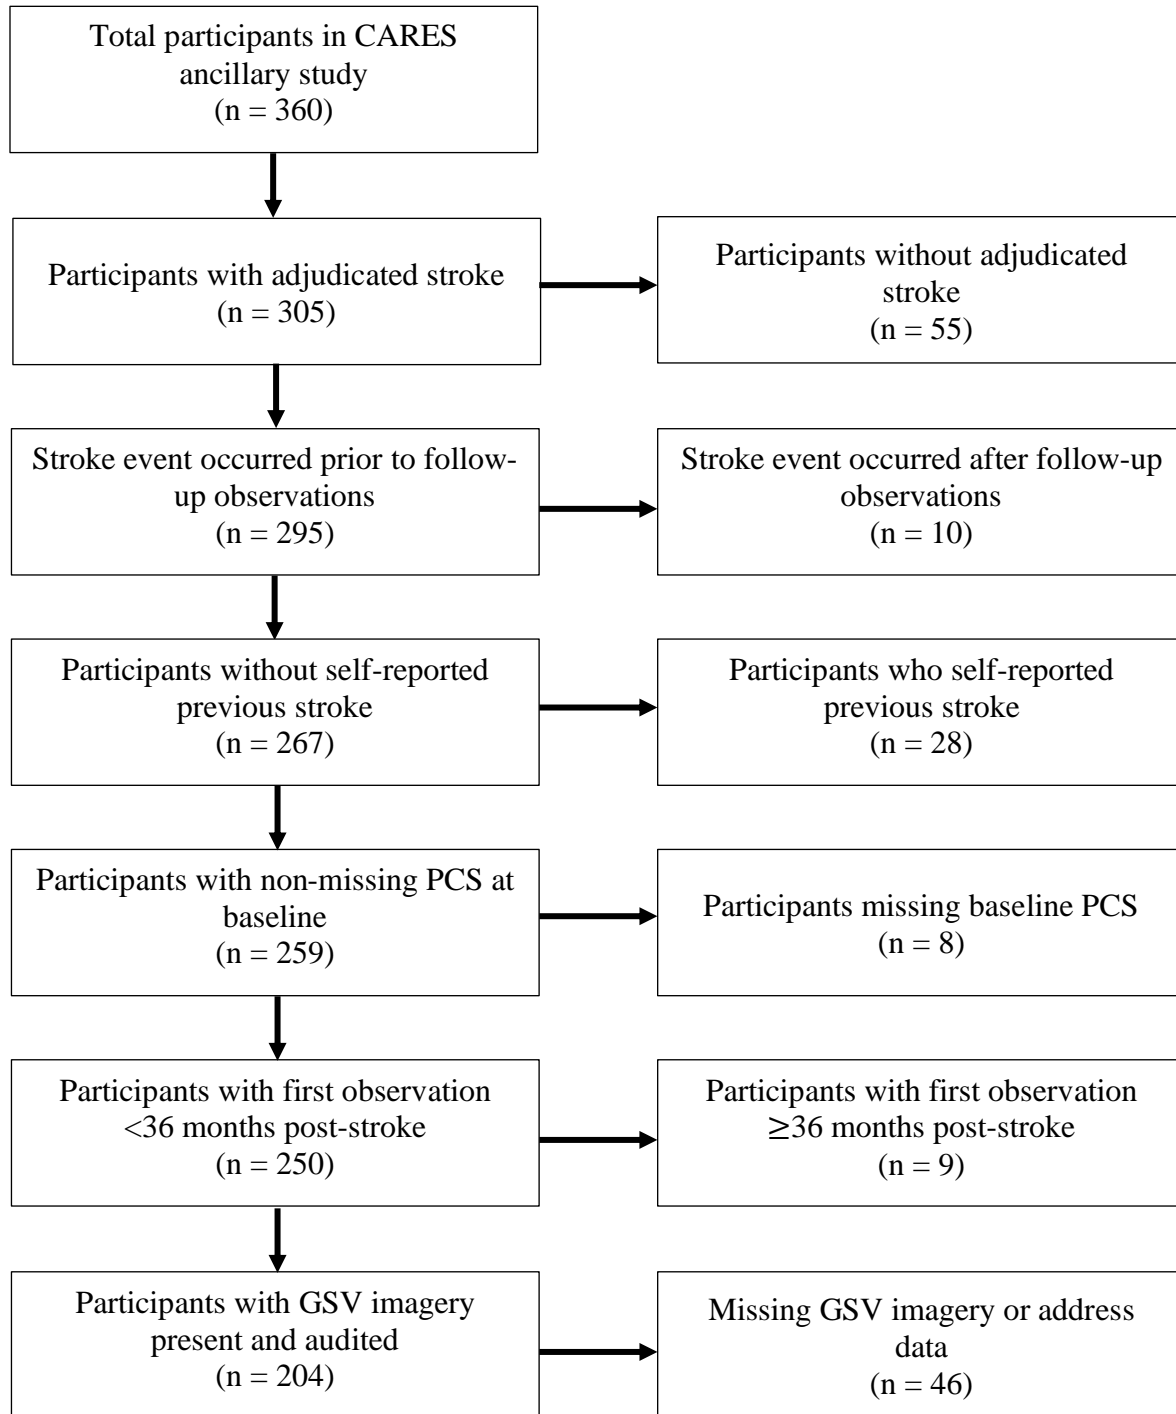 Total participants in CARES
ancillary study
(n = 360)
Participants with adjudicated stroke
(n = 305)
Participants without adjudicated
stroke
(n = 55)
Stroke event occurred prior to follow-
up observations
(n = 295)
Stroke event occurred after follow-up
observations
(n = 10)
Participants without self-reported
previous stroke
(n = 267)
Participants who self-reported
previous stroke
(n = 28)
Participants with non-missing PCS at
baseline
(n = 259)
Participants missing baseline PCS
(n = 8)
Participants with first observation
<36 months post-stroke
(n = 250)
Participants with first observation
≥36 months post-stroke
(n = 9)
Participants with GSV imagery
present and audited
(n = 204)
Missing GSV imagery or address
data
(n = 46)